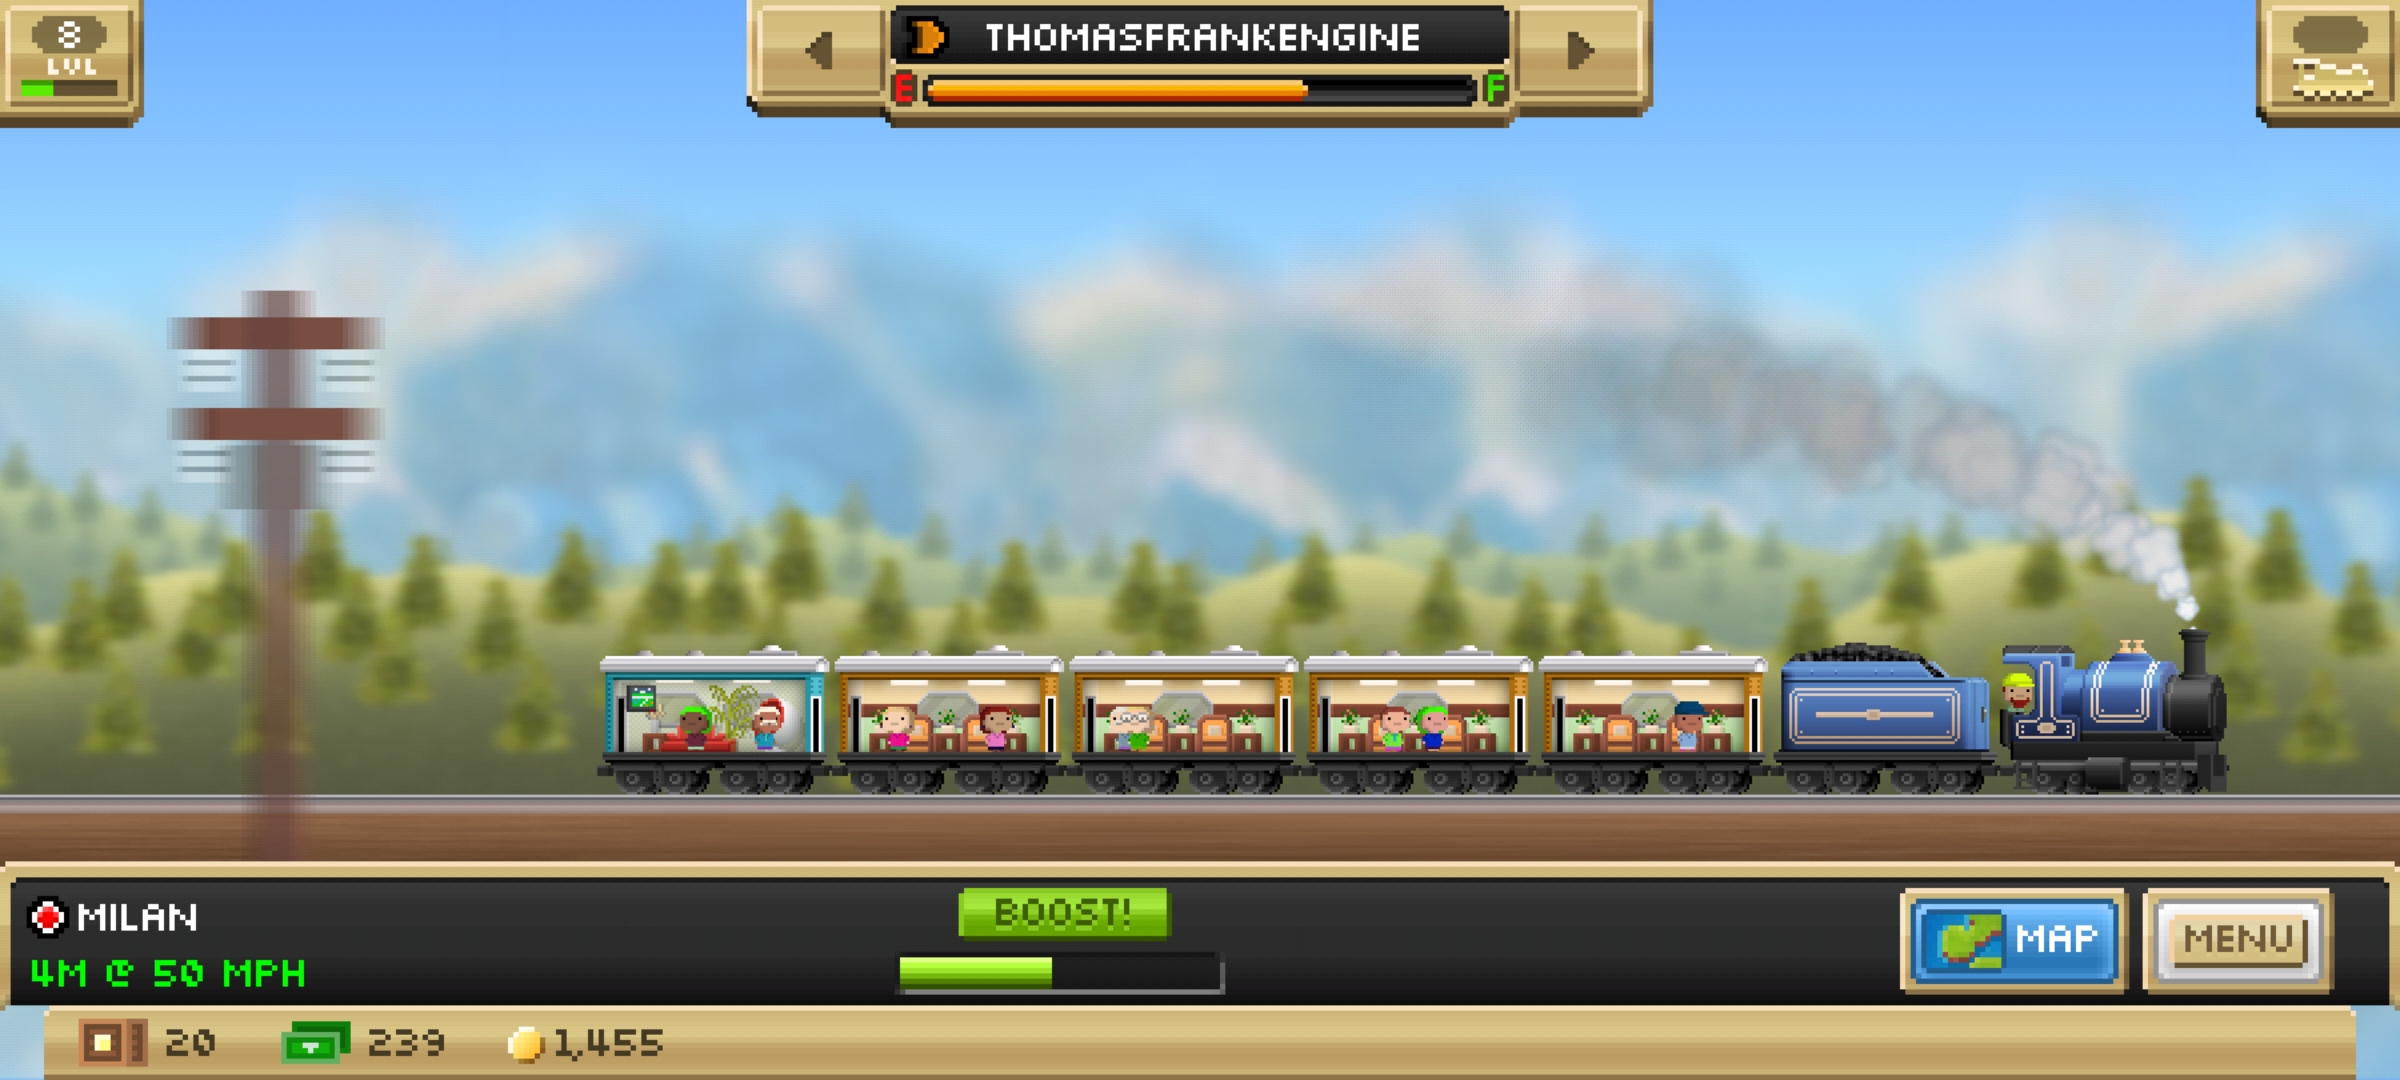 8
LVL
THOMASFRANKENGINE
E F
MILAN
4M @ 50 MPH
BOOST!
MAP
MENU
20
239
1,455